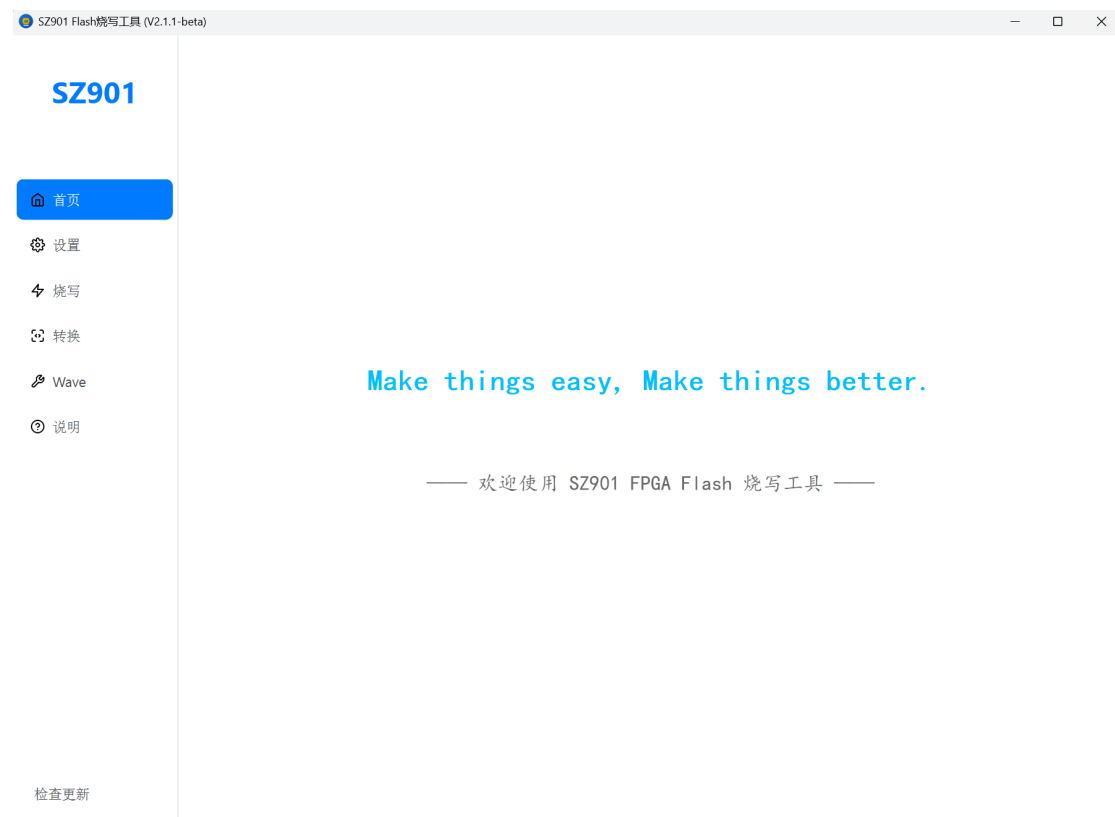 SZ901 Flash烧写工具 (V2.1.1-beta)
SZ901
首页
设置
烧写
转换
Wave
说明
检查更新
Make things easy, Make things better.
—— 欢迎使用 SZ901 FPGA Flash 烧写工具 ——